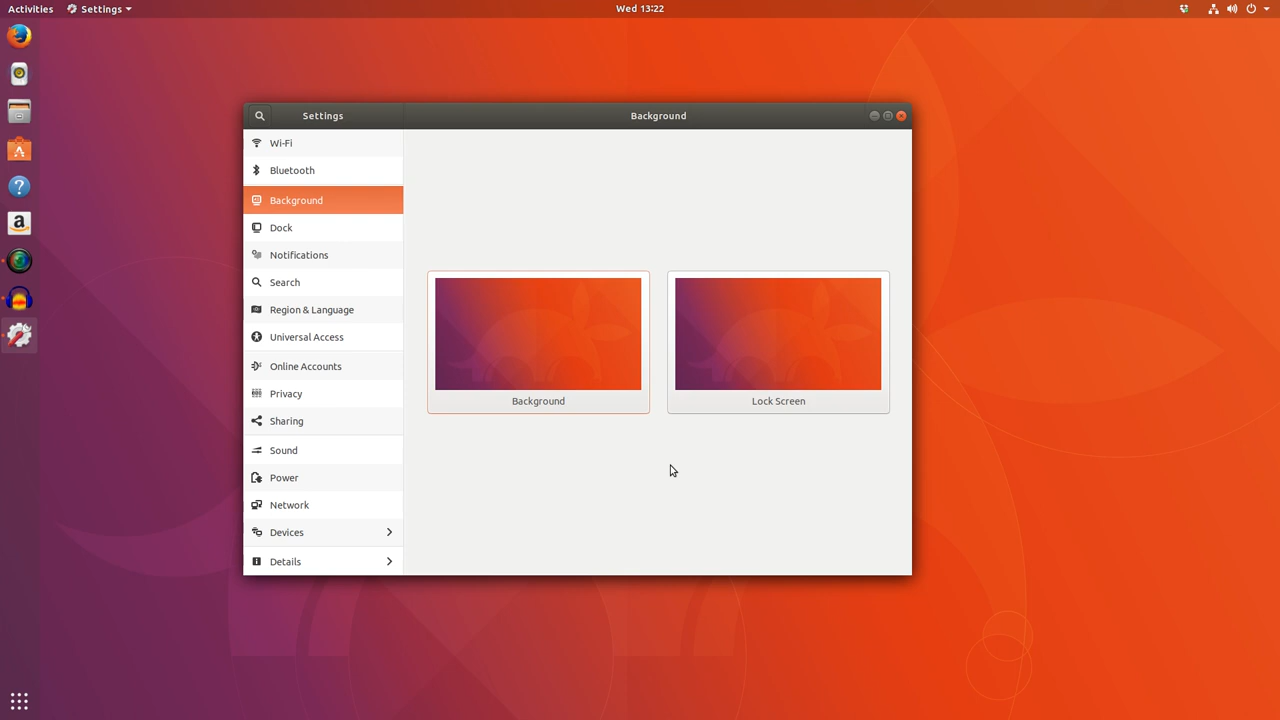 Activities
Settings
Wed 13:22
Settings
Background
Wi-Fi
Bluetooth
Background
Dock
Notifications
Search
Region & Language
Universal Access
Online Accounts
Privacy
Sharing
Sound
Power
Network
Devices
Details
Background
Lock Screen